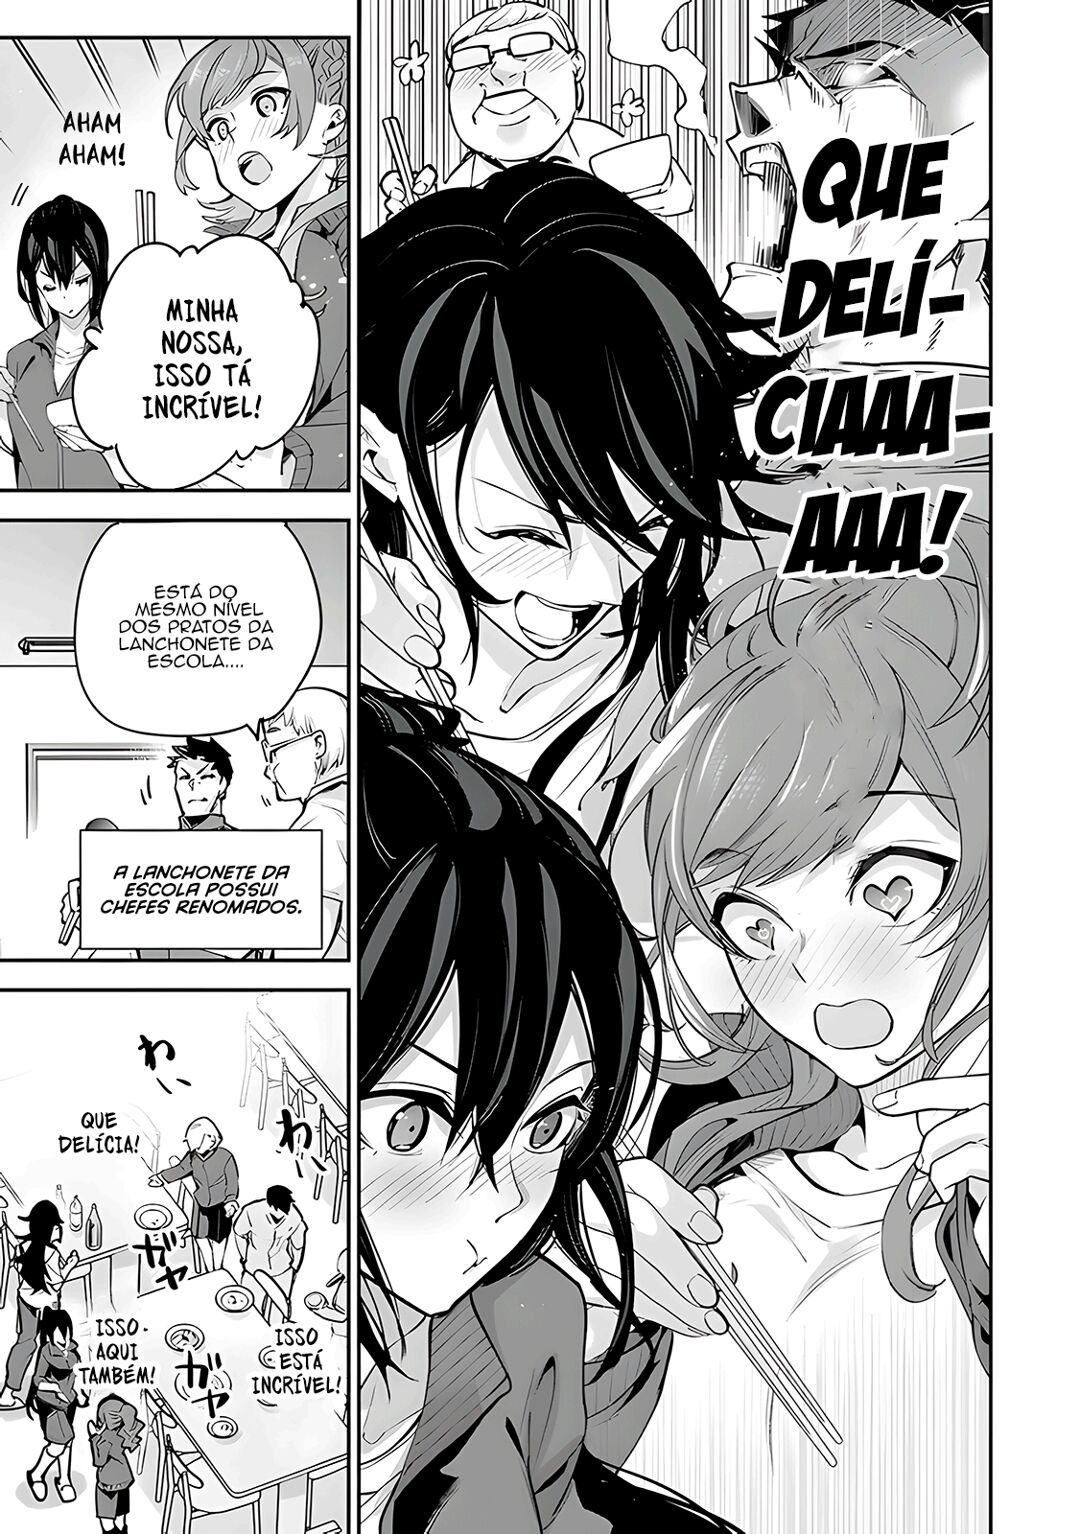 QUE
DELÍ-
CIAAA-
AAA!
AHAM
AHAM!
MINHA
NOSSA,
ISSO TÁ
INCRÍVEL!
ESTÁ DO
MESMO NÍVEL
DOS PRATOS DA
LANCHONETE DA
ESCOLA....
A LANCHONETE DA
ESCOLA POSSUI
CHEFES RENOMADOS.
わい
わい
QUE
DELÍCIA!
ガヤ
ガヤ
ISSO
ESTÁ
INCRÍVEL!
ISSO
AQUI
TAMBÉM!